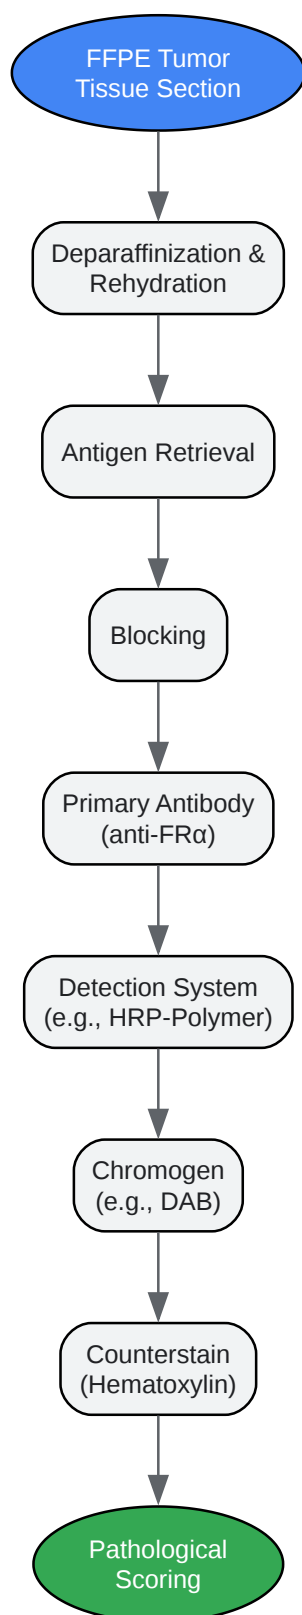 FFPE Tumor
Tissue Section
Deparaffinization &
Rehydration
Antigen Retrieval
Blocking
Primary Antibody
(anti-FRα)
Detection System
(e.g., HRP-Polymer)
Chromogen
(e.g., DAB)
Counterstain
(Hematoxylin)
Pathological
Scoring